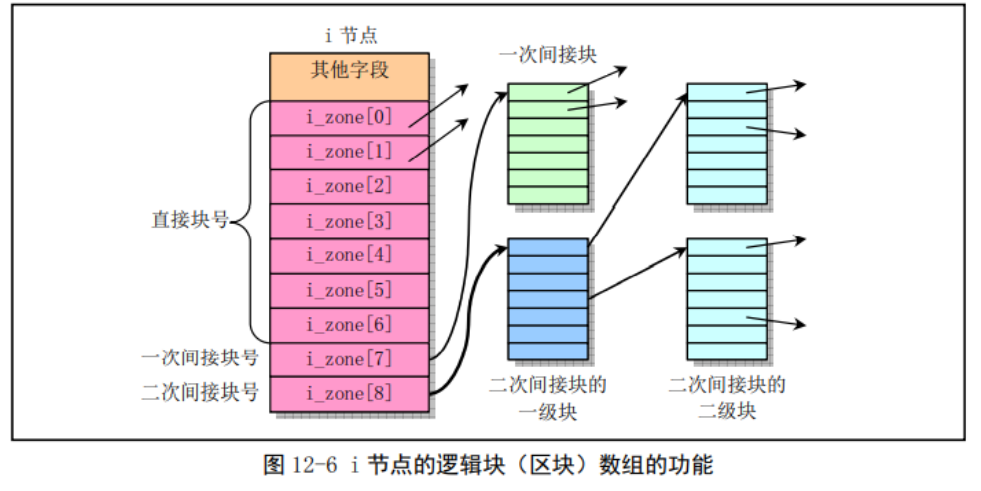 i 节点
其他字段
i_zone[0]
i_zone[1]
i_zone[2]
i_zone[3]
i_zone[4]
i_zone[5]
i_zone[6]
i_zone[7]
i_zone[8]
直接块号
一次间接块号
二次间接块号
一次间接块
二次间接块的
一级块
二次间接块的
二级块
图 12-6 i 节点的逻辑块（区块）数组的功能